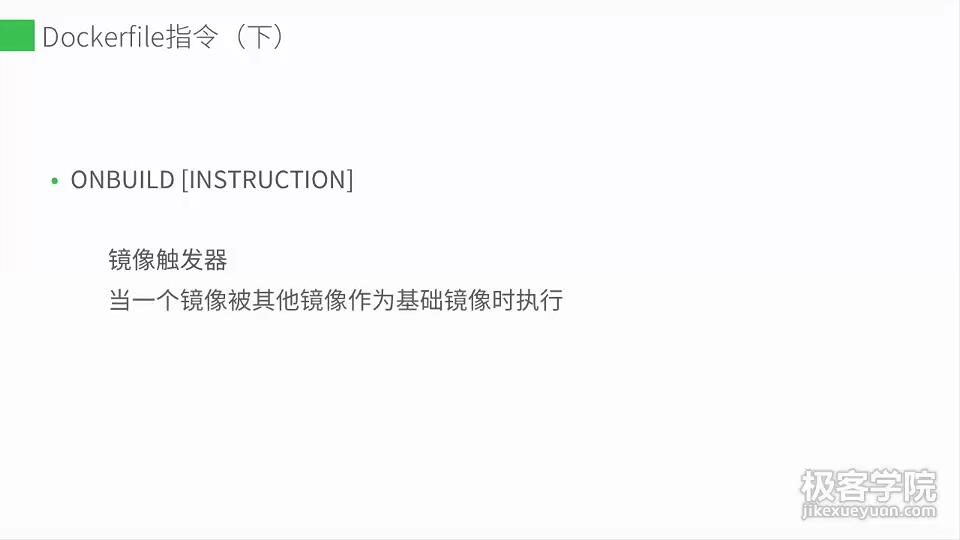 Dockerfile指令（下）
• ONBUILD [INSTRUCTION]
镜像触发器
当一个镜像被其他镜像作为基础镜像时执行
极客学院
jikexueyuan.com